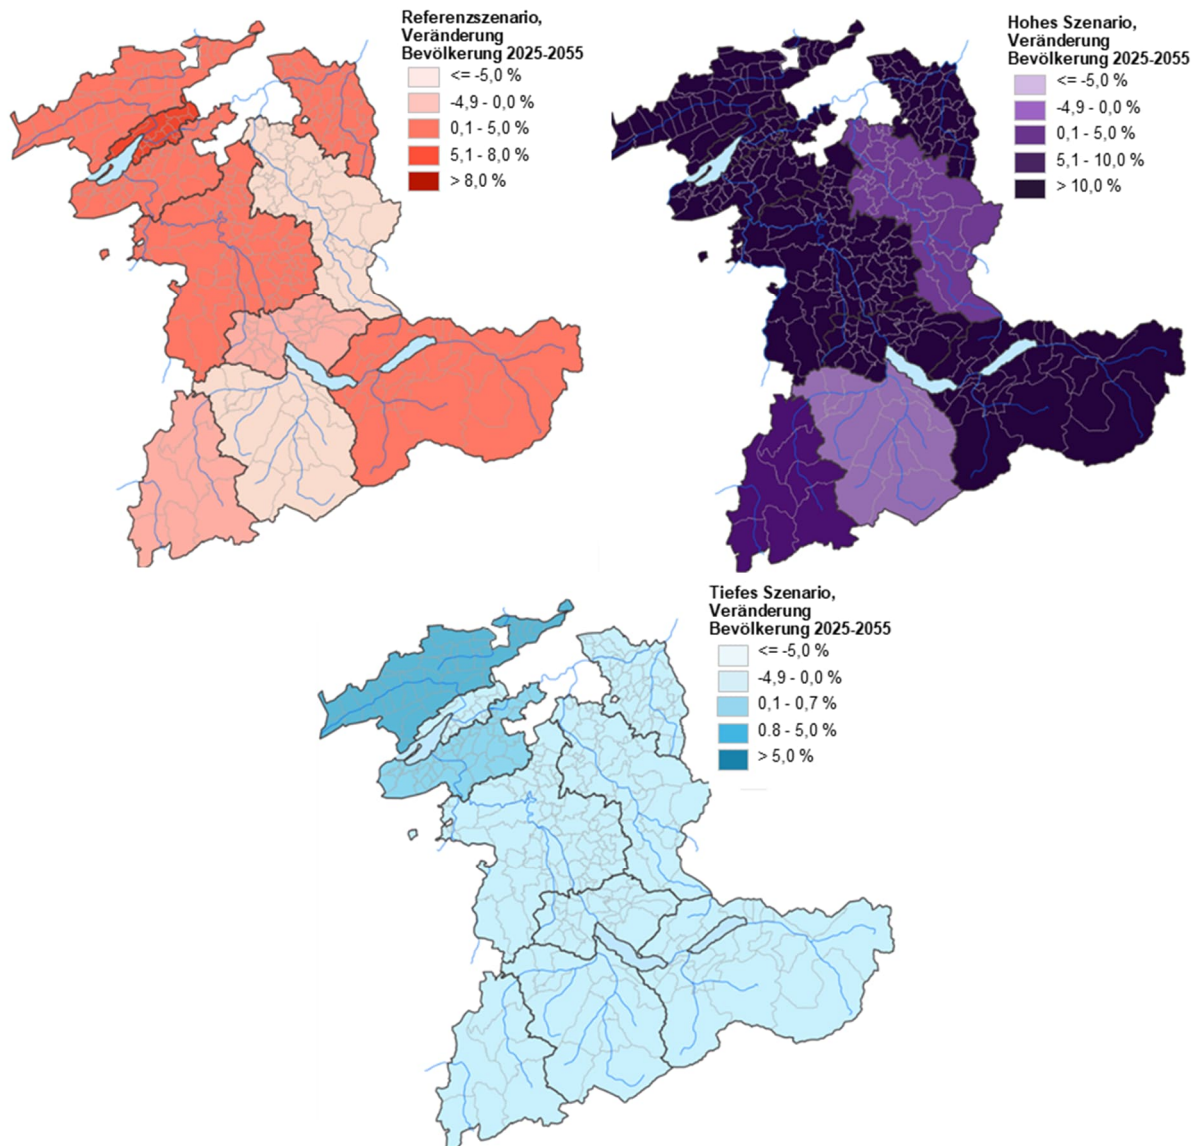 Referenzszenario,
Veränderung
Bevölkerung 2025-2055
<= -5,0 %
-4,9 - 0,0 %
0,1 - 5,0 %
5,1 - 8,0 %
> 8,0 %
Hohes Szenario,
Veränderung
Bevölkerung 2025-2055
<= -5,0 %
-4,9 - 0,0 %
0,1 - 5,0 %
5,1 - 10,0 %
> 10,0 %
Tiefes Szenario,
Veränderung
Bevölkerung 2025-2055
<= -5,0 %
-4,9 - 0,0 %
0,1 - 0,7 %
0.8 - 5,0 %
> 5,0 %